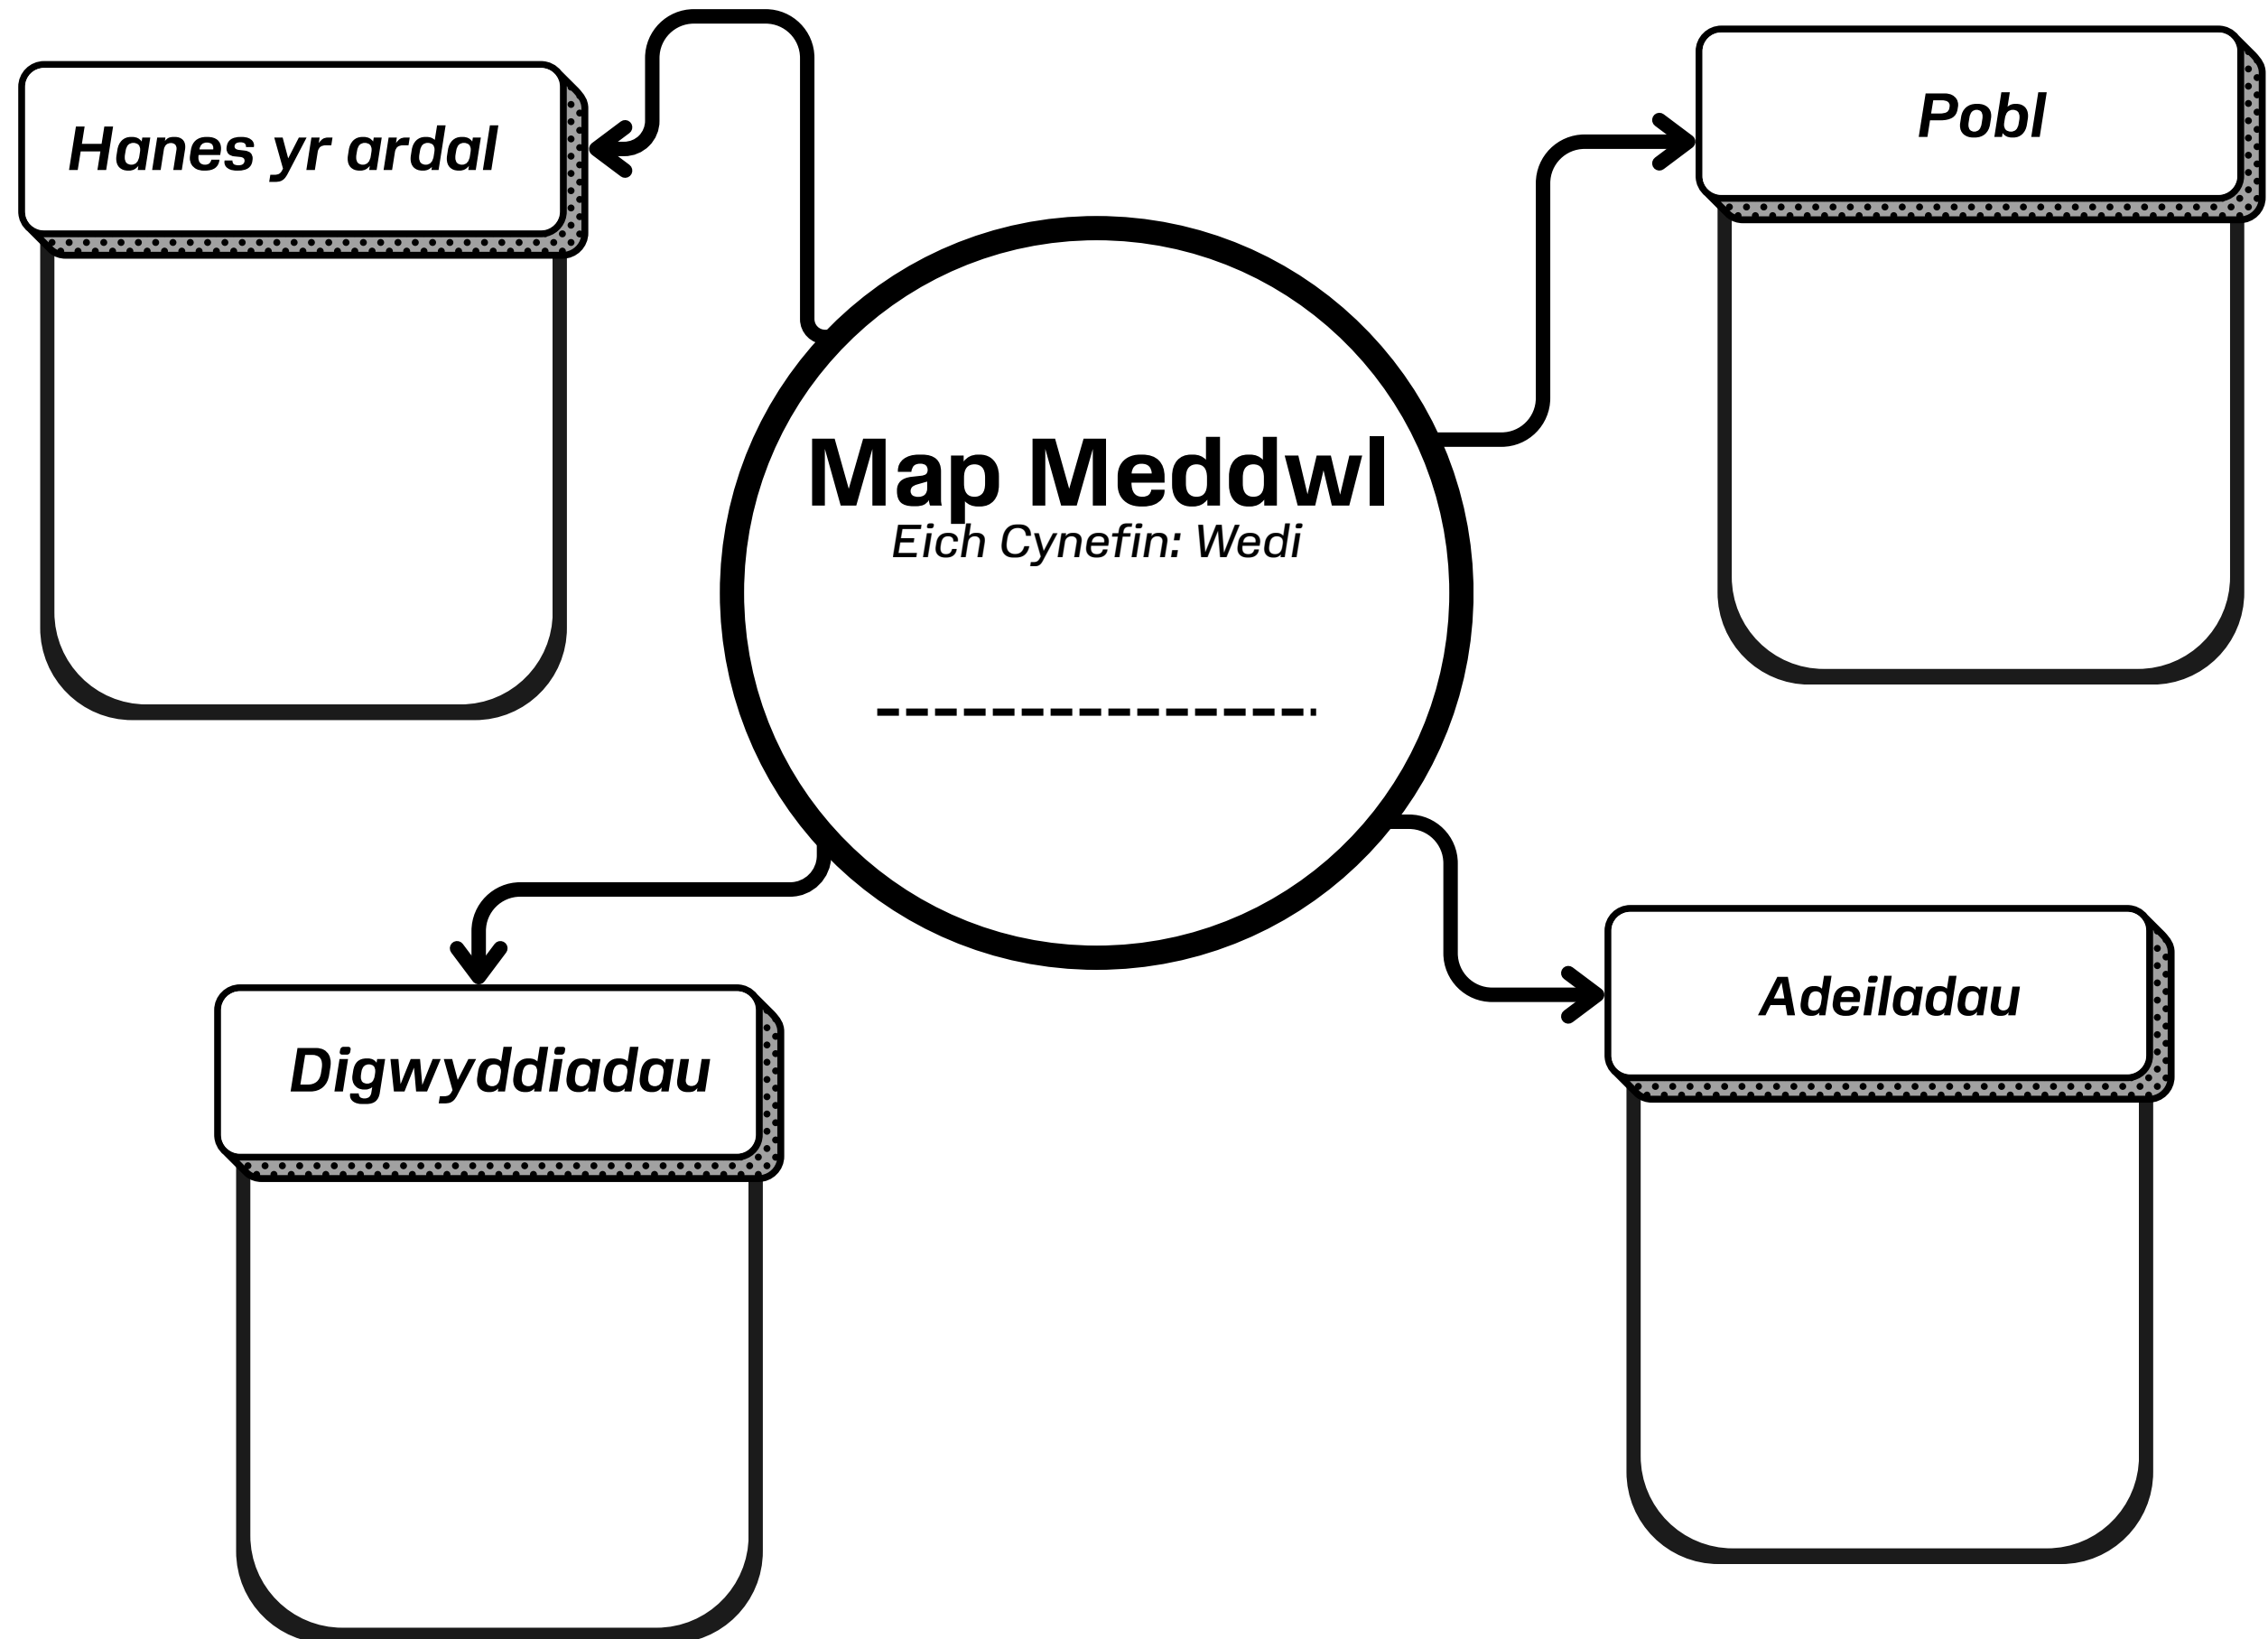 Hanes yr ardal
Pobl
Map Meddwl
Eich Cynefin: Wedi
Digwyddiadau
Adeiladau